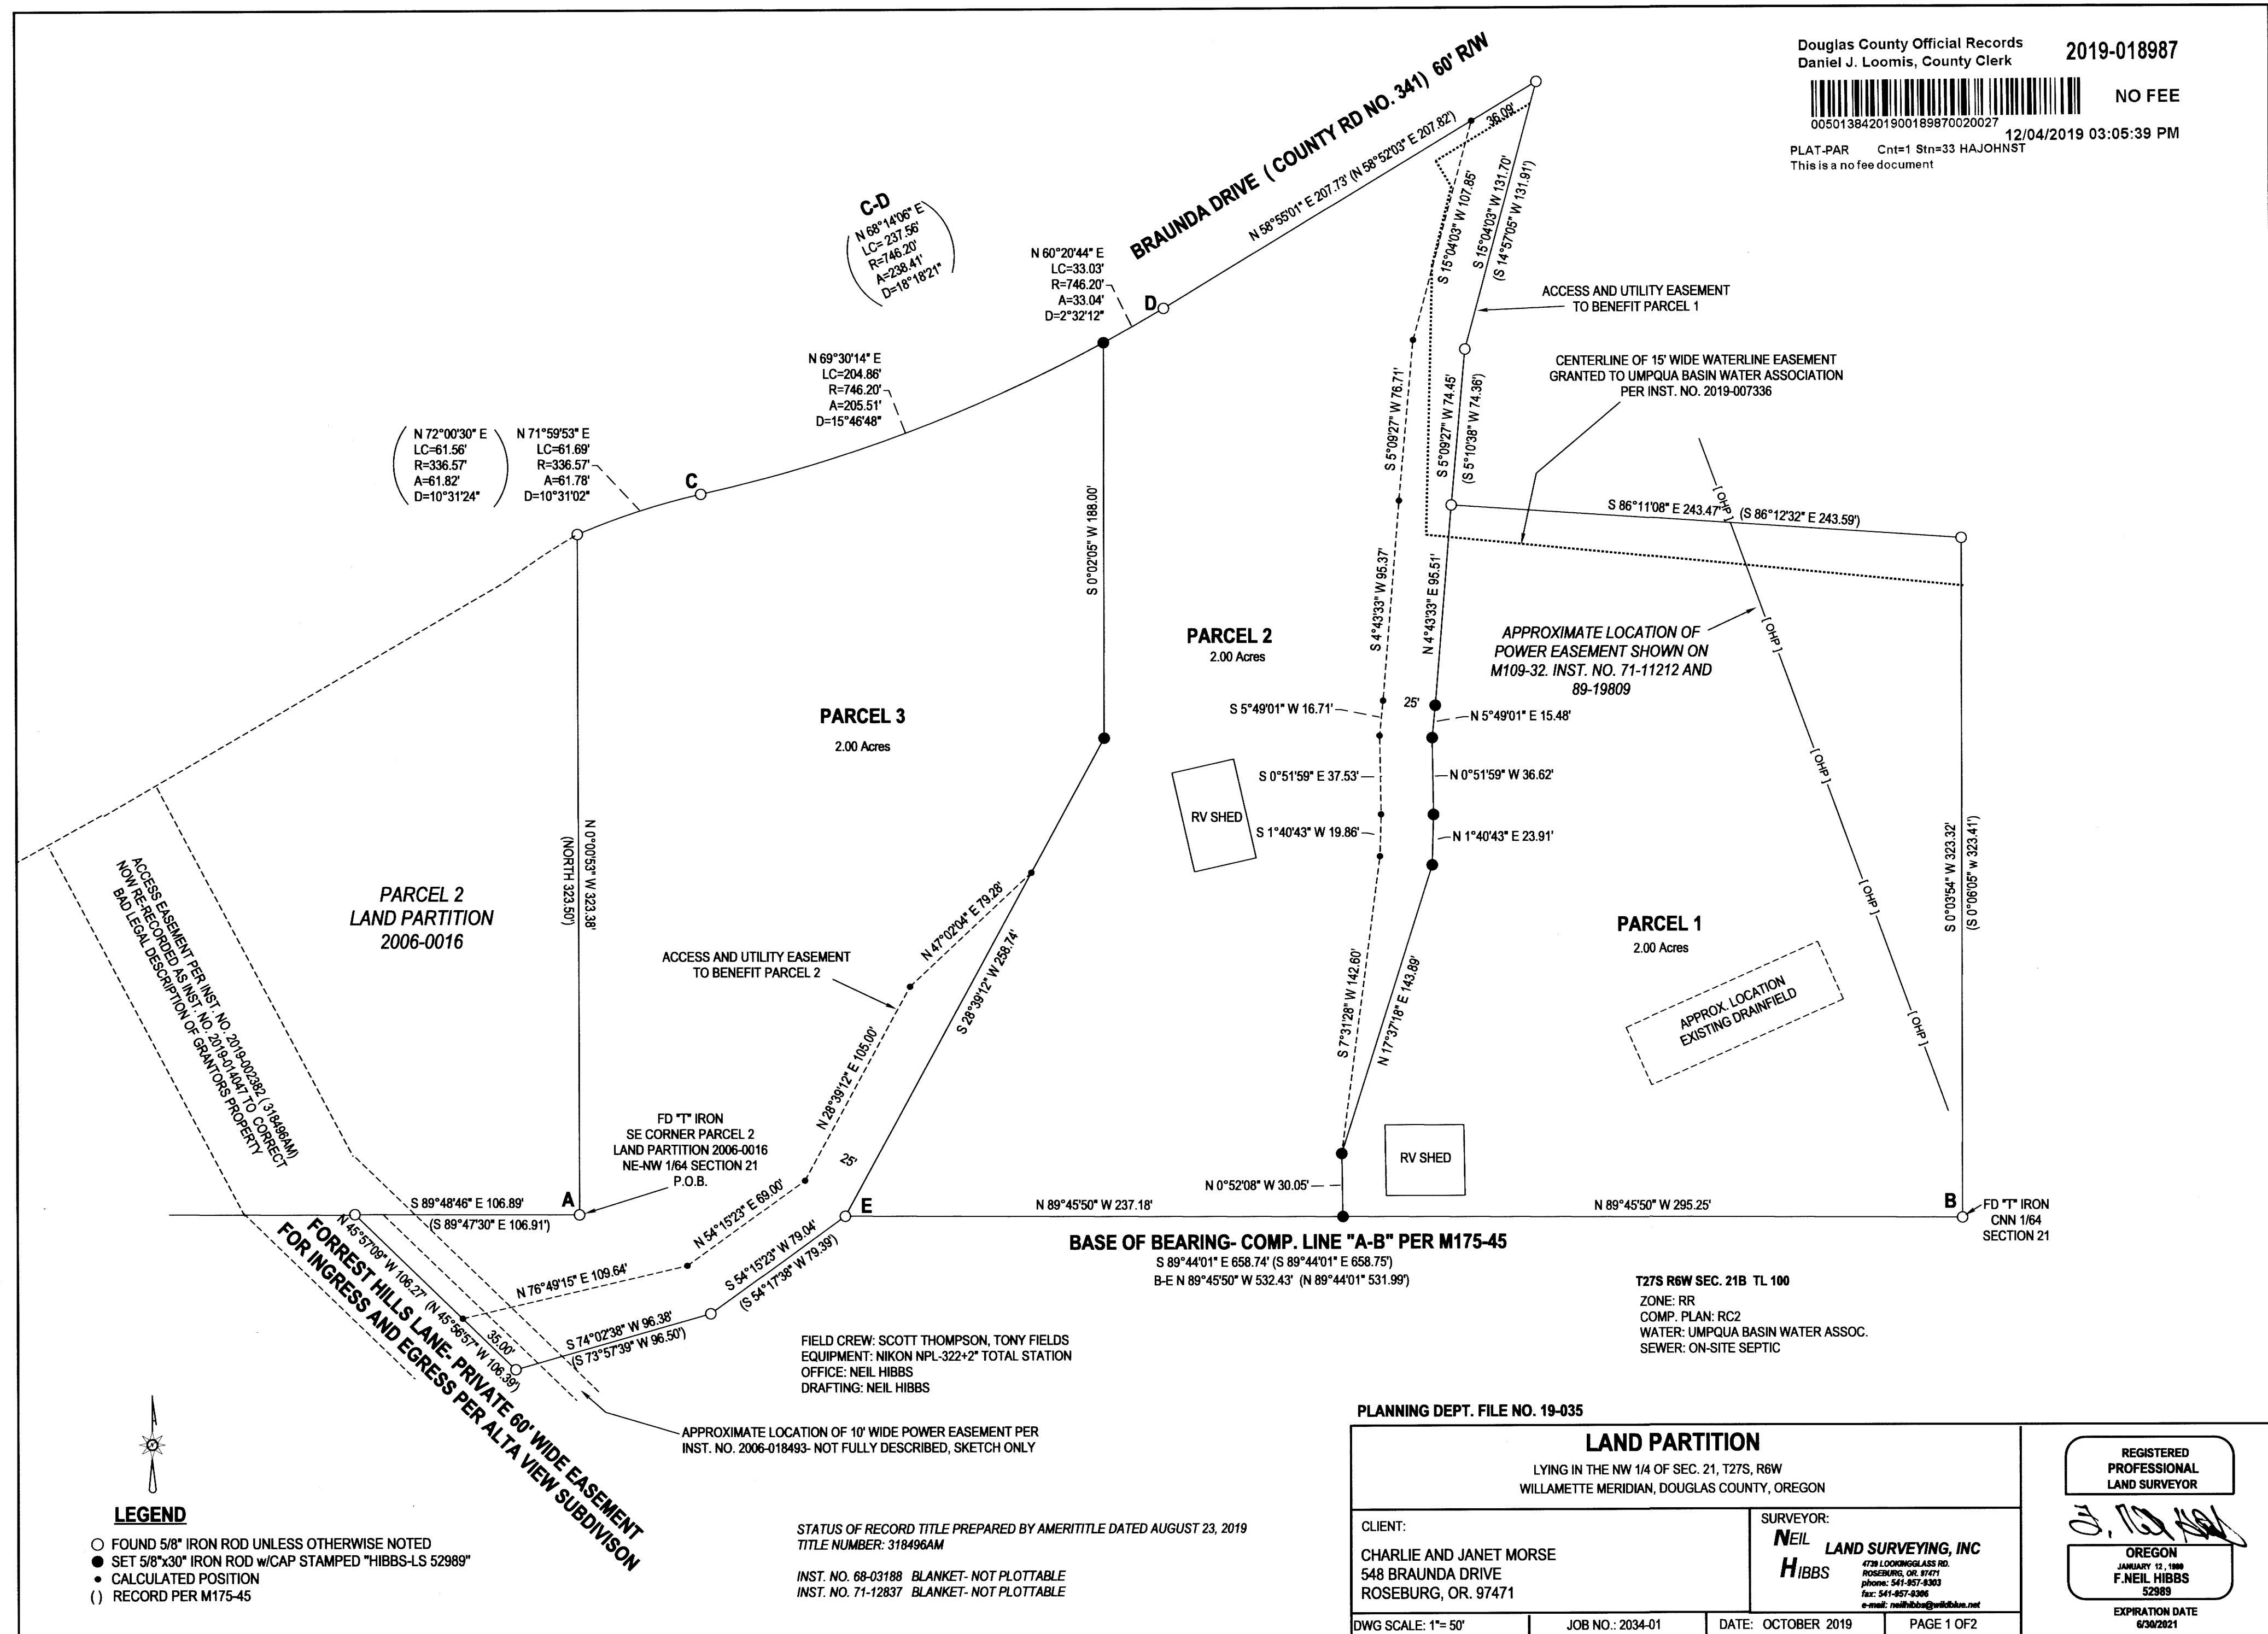 Douglas County Official Records
Daniel J. Loomis, County Clerk
2019-018987
NO FEE
00501384201900189870020027
12/04/2019 03:05:39 PM
PLAT-PAR Cnt=1 Stn=33 HAJOHNST
This is a no fee document
BRAUNDA DRIVE ( COUNTY RD NO. 341) 60' R/W
N 58°55'01" E 207.73' (N 58°52'03" E 207.82')
36.09'
C-D
N 68°14'06" E
LC= 237.56'
R=746.20'
A=238.41'
D=18°18'21"
N 60°20'44" E
LC=33.03'
R=746.20'
A=33.04'
D=2°32'12"
D
N 69°30'14" E
LC=204.86'
R=746.20'
A=205.51'
D=15°46'48"
N 72°00'30" E
LC=61.56'
R=336.57'
A=61.82'
D=10°31'24"
N 71°59'53" E
LC=61.69'
R=336.57'
A=61.78'
D=10°31'02"
C
S 15°04'03" W 107.85'
S 15°04'03" W 131.70'
(S 14°57'05" W 131.91')
ACCESS AND UTILITY EASEMENT
TO BENEFIT PARCEL 1
CENTERLINE OF 15' WIDE WATERLINE EASEMENT
GRANTED TO UMPQUA BASIN WATER ASSOCIATION
PER INST. NO. 2019-007336
S 5°09'27" W 76.71'
S 5°09'27" W 74.45'
(S 5°10'38" W 74.36')
S 86°11'08" E 243.47'
(S 86°12'32" E 243.59')
[ OHP ]
S 0°02'05" W 188.00'
S 4°43'33" W 95.37'
N 4°43'33" E 95.51'
PARCEL 2
2.00 Acres
APPROXIMATE LOCATION OF
POWER EASEMENT SHOWN ON
M109-32. INST. NO. 71-11212 AND
89-19809
[ OHP ]
PARCEL 3
2.00 Acres
S 5°49'01" W 16.71'
25'
N 5°49'01" E 15.48'
[ OHP ]
S 0°51'59" E 37.53'
N 0°51'59" W 36.62'
RV SHED
S 1°40'43" W 19.86'
N 1°40'43" E 23.91'
N 0°00'53" W 323.38'
(NORTH 323.50')
S 0°03'54" W 323.32'
(S 0°06'05" w 323.41')
PARCEL 2
LAND PARTITION
2006-0016
[ OHP ]
PARCEL 1
2.00 Acres
ACCESS EASEMENT PER INST. NO. 2019-002382 ( 318496AM)
NOW RE-RECORDED AS INST. NO. 2019-014047 TO CORRECT
BAD LEGAL DESCRIPTION OF GRANTORS PROPERTY
ACCESS AND UTILITY EASEMENT
TO BENEFIT PARCEL 2
N 47°02'04" E 79.28'
S 28°39'12" W 258.74'
N 28°39'12" E 105.00'
S 7°31'28" W 142.60'
N 17°37'18" E 143.89'
APPROX. LOCATION
EXISTING DRAINFIELD
[ OHP ]
FD "T" IRON
SE CORNER PARCEL 2
LAND PARTITION 2006-0016
NE-NW 1/64 SECTION 21
P.O.B.
25'
RV SHED
N 0°52'08" W 30.05'
S 89°48'46" E 106.89'
(S 89°47'30" E 106.91')
A
E
N 89°45'50" W 237.18'
N 89°45'50" W 295.25'
B
FD "T" IRON
CNN 1/64
SECTION 21
BASE OF BEARING- COMP. LINE "A-B" PER M175-45
S 89°44'01" E 658.74' (S 89°44'01" E 658.75')
B-E N 89°45'50" W 532.43' (N 89°44'01" 531.99')
N 54°15'23" E 69.00'
S 54°15'23" W 79.04'
(S 54°17'38" W 79.39')
N 76°49'15" E 109.64'
S 74°02'38" W 96.38'
(S 73°57'39" W 96.50')
N 45°57'09" W 106.27' (N 45°56'57" W 106.39')
35.00'
FORREST HILLS LANE- PRIVATE 60' WIDE EASEMENT
FOR INGRESS AND EGRESS PER ALTA VIEW SUBDIVISON
T27S R6W SEC. 21B TL 100
ZONE: RR
COMP. PLAN: RC2
WATER: UMPQUA BASIN WATER ASSOC.
SEWER: ON-SITE SEPTIC
FIELD CREW: SCOTT THOMPSON, TONY FIELDS
EQUIPMENT: NIKON NPL-322+2" TOTAL STATION
OFFICE: NEIL HIBBS
DRAFTING: NEIL HIBBS
APPROXIMATE LOCATION OF 10' WIDE POWER EASEMENT PER
INST. NO. 2006-018493- NOT FULLY DESCRIBED, SKETCH ONLY
LEGEND
FOUND 5/8" IRON ROD UNLESS OTHERWISE NOTED
SET 5/8"x30" IRON ROD w/CAP STAMPED "HIBBS-LS 52989"
CALCULATED POSITION
( ) RECORD PER M175-45
STATUS OF RECORD TITLE PREPARED BY AMERITITLE DATED AUGUST 23, 2019
TITLE NUMBER: 318496AM
INST. NO. 68-03188 BLANKET- NOT PLOTTABLE
INST. NO. 71-12837 BLANKET- NOT PLOTTABLE
PLANNING DEPT. FILE NO. 19-035
LAND PARTITION
LYING IN THE NW 1/4 OF SEC. 21, T27S, R6W
WILLAMETTE MERIDIAN, DOUGLAS COUNTY, OREGON
CLIENT:
CHARLIE AND JANET MORSE
548 BRAUNDA DRIVE
ROSEBURG, OR. 97471
SURVEYOR:
NEIL
HIBBS
LAND SURVEYING, INC
4739 LOOKINGGLASS RD.
ROSEBURG, OR. 97471
phone: 541-957-9303
fax: 541-957-9306
e-mail: neilhibbs@wildblue.net
DWG SCALE: 1"= 50'
JOB NO.: 2034-01
DATE: OCTOBER 2019
PAGE 1 OF2
REGISTERED
PROFESSIONAL
LAND SURVEYOR
OREGON
JANUARY 12 , 1999
F.NEIL HIBBS
52989
EXPIRATION DATE
6/30/2021